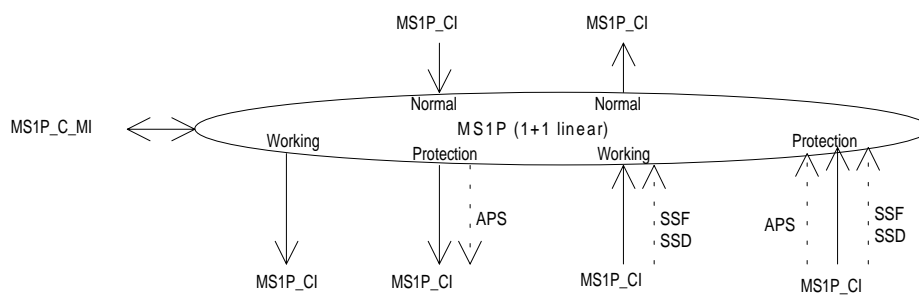 MS1P_CI MS1P_CI
Normal Normal
MS1P_C_MI MS1P (1+1 linear)
Working Protection Working Protection
APS SSF APS SSF
SSD SSD
MS1P_CI MS1P_CI MS1P_CI MS1P_CI